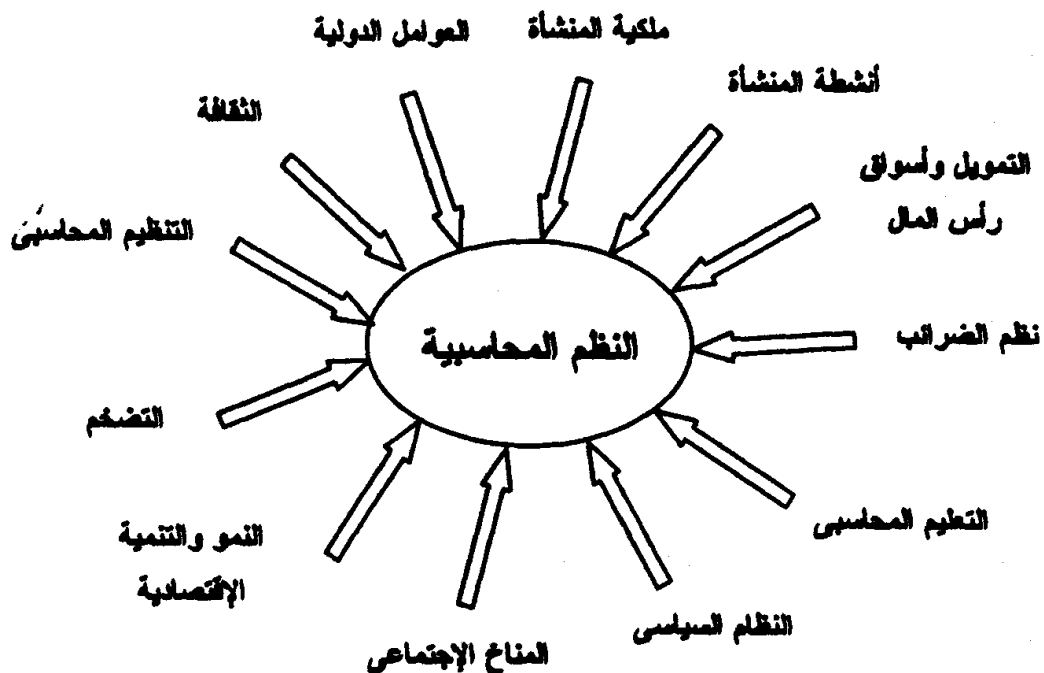 ملكية المنشأة
العوامل الدولية
أنشطة المنشأة
الثقافة
التمويل وأسواق
رأس المال
التنظيم المحاسبى
نظم الضرائب
النظم المحاسبية
التضخم
التعليم المحاسبى
النمو والتنمية
الإقتصادية
النظام السياسى
المناخ الإجتماعى